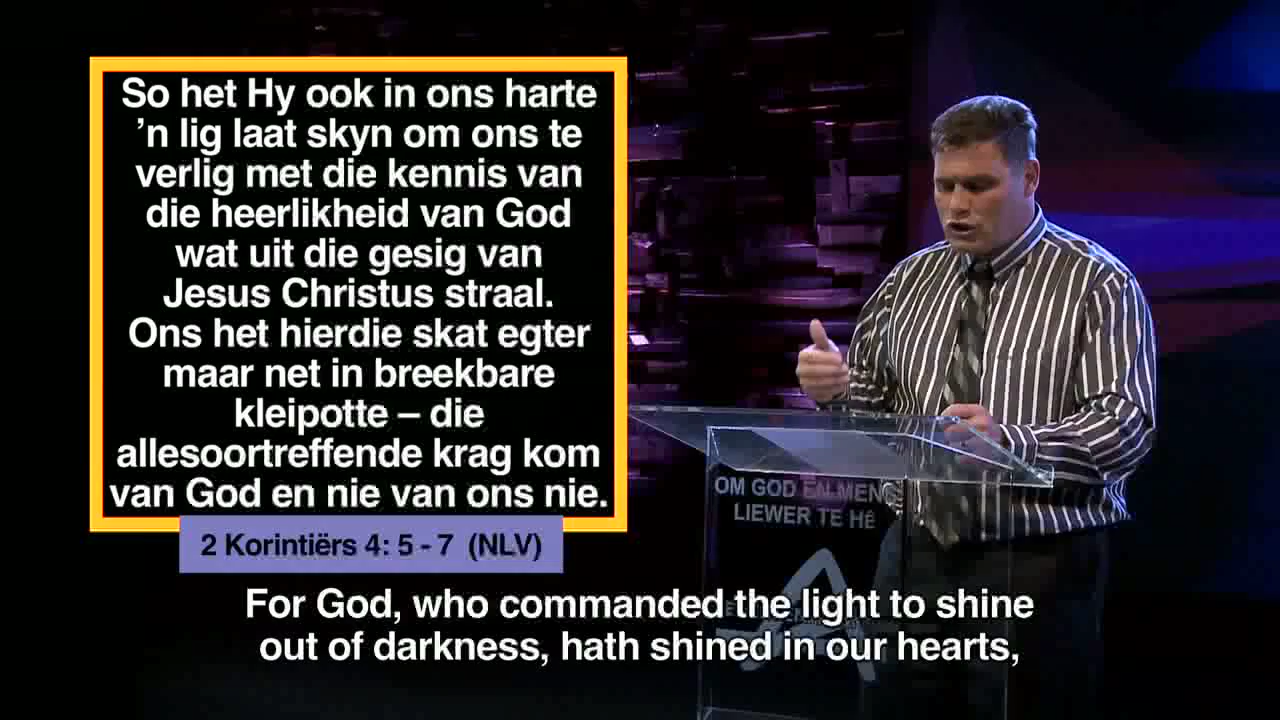 So het Hy ook in ons harte
’n lig laat skyn om ons te
verlig met die kennis van
die heerlikheid van God
wat uit die gesig van
Jesus Christus straal.
Ons het hierdie skat egter
maar net in breekbare
kleipotte – die
allesoortreffende krag kom
van God en nie van ons nie.
2 Korintiërs 4: 5 - 7 (NLV)
OM GOD EN MENS
LIEWER TE HÊ
For God, who commanded the light to shine
out of darkness, hath shined in our hearts,